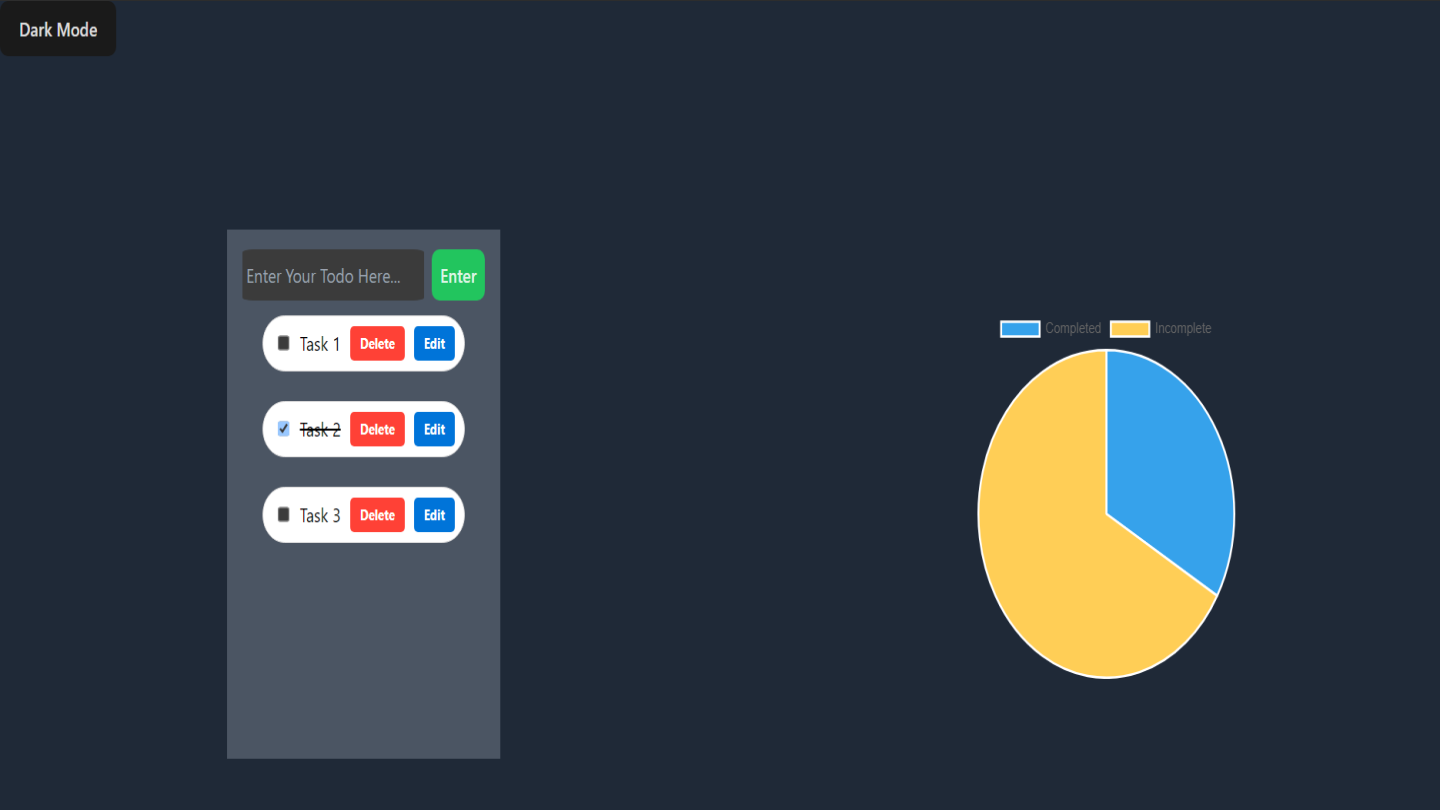 Dark Mode
Enter Your Todo Here... Enter
Task 1 Delete Edit
Task 2 Delete Edit
Task 3 Delete Edit
Completed Incomplete